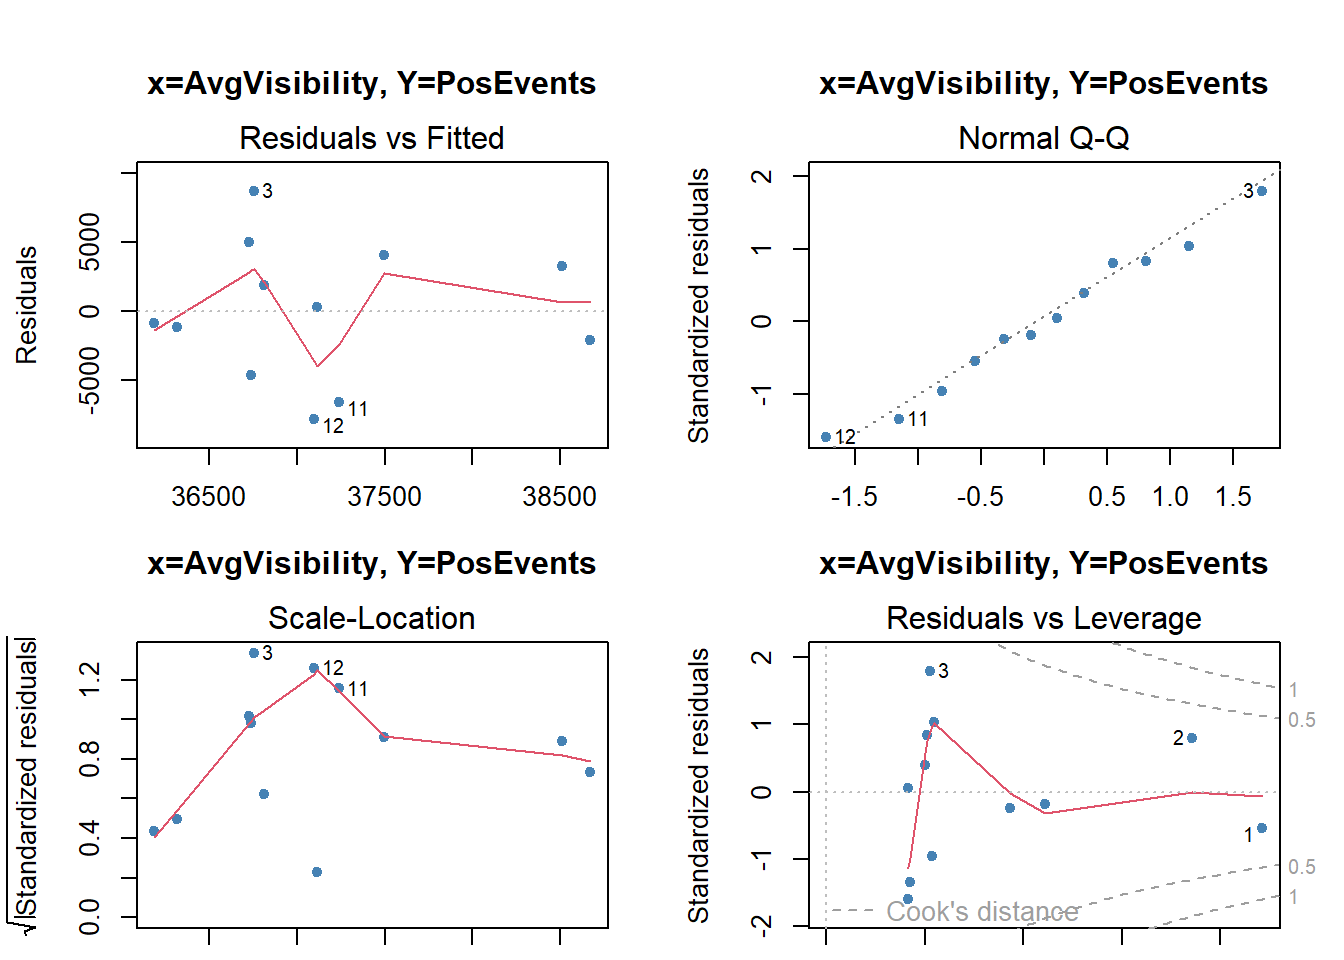 x=AvgVisibility, Y=PosEvents
Residuals vs Fitted
Residuals
5000
0
-5000
3
12
11
36500 37500 38500
x=AvgVisibility, Y=PosEvents
Normal Q-Q
Standardized residuals
2
1
0
-1
3
12
11
-1.5 -0.5 0.5 1.0 1.5
x=AvgVisibility, Y=PosEvents
Scale-Location
√|Standardized residuals|
1.2
0.8
0.4
0.0
3
12
11
x=AvgVisibility, Y=PosEvents
Residuals vs Leverage
Standardized residuals
2
1
0
-1
-2
3
2
1
1
0.5
0.5
1
Cook's distance